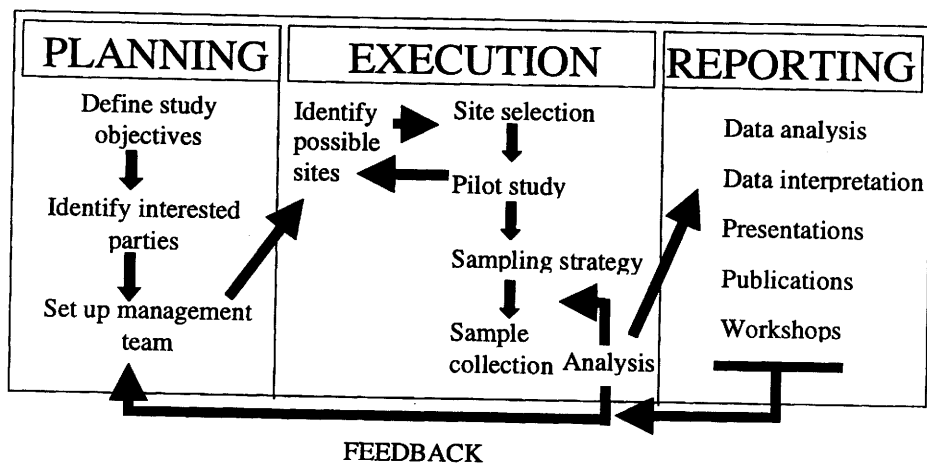 PLANNING
Define study
objectives
Identify interested
parties
Set up management
team
EXECUTION
Identify
possible
sites
Site selection
Pilot study
Sampling strategy
Sample
collection
Analysis
REPORTING
Data analysis
Data interpretation
Presentations
Publications
Workshops
FEEDBACK